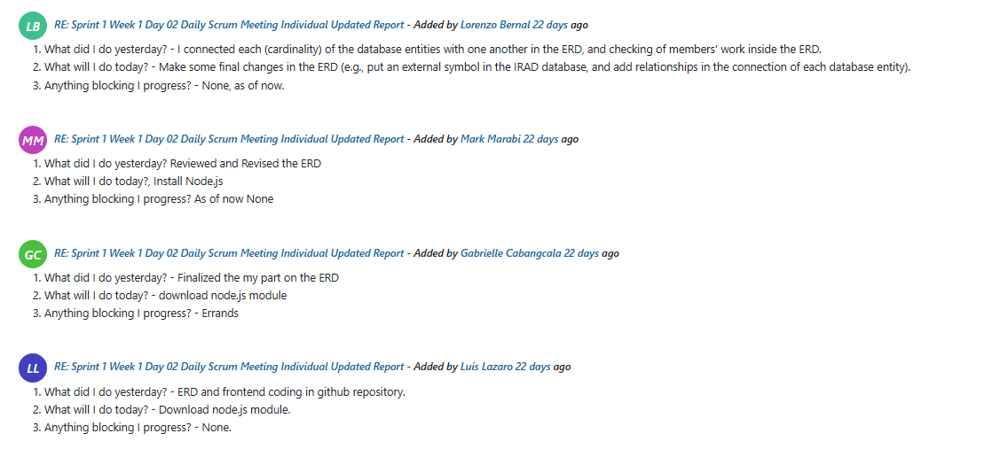 LB RE: Sprint 1 Week 1 Day 02 Daily Scrum Meeting Individual Updated Report - Added by Lorenzo Bernal 22 days ago
1. What did I do yesterday? - I connected each (cardinality) of the database entities with one another in the ERD, and checking of members' work inside the ERD.
2. What will I do today? - Make some final changes in the ERD (e.g., put an external symbol in the IRAD database, and add relationships in the connection of each database entity).
3. Anything blocking I progress? - None, as of now.
MM RE: Sprint 1 Week 1 Day 02 Daily Scrum Meeting Individual Updated Report - Added by Mark Marabi 22 days ago
1. What did I do yesterday? Reviewed and Revised the ERD
2. What will I do today?, Install Node.js
3. Anything blocking I progress? As of now None
GC RE: Sprint 1 Week 1 Day 02 Daily Scrum Meeting Individual Updated Report - Added by Gabrielle Cabangcala 22 days ago
1. What did I do yesterday? - Finalized the my part on the ERD
2. What will I do today? - download node.js module
3. Anything blocking I progress? - Errands
LL RE: Sprint 1 Week 1 Day 02 Daily Scrum Meeting Individual Updated Report - Added by Luis Lazaro 22 days ago
1. What did I do yesterday? - ERD and frontend coding in github repository.
2. What will I do today? - Download node.js module.
3. Anything blocking I progress? - None.